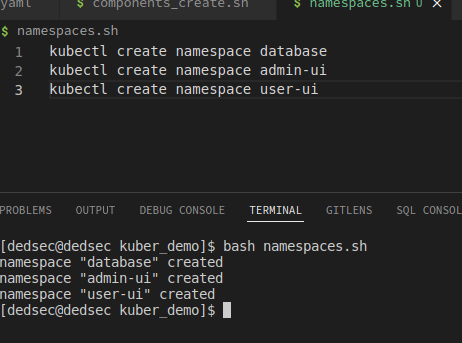 yaml components_create.sh namespaces.sh U
$ namespaces.sh
1 kubectl create namespace database
2 kubectl create namespace admin-ui
3 kubectl create namespace user-ui
PROBLEMS OUTPUT DEBUG CONSOLE TERMINAL GITLENS SQL CONSOL
[dedsec@dedsec kuber_demo]$ bash namespaces.sh
namespace "database" created
namespace "admin-ui" created
namespace "user-ui" created
[dedsec@dedsec kuber_demo]$